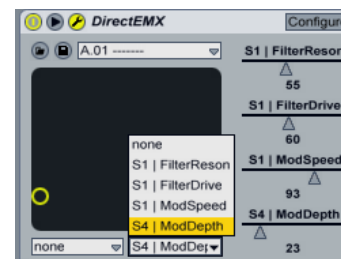 DirectEMX
Configure
A.01 -------
S1 | FilterReson
55
S1 | FilterDrive
60
none
S1 | FilterReson
S1 | FilterDrive
S1 | ModSpeed
S4 | ModDepth
S1 | ModSpeed
93
S4 | ModDepth
23
none
S4 | ModDep